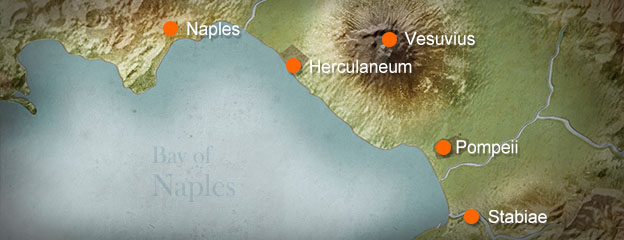 Naples
Vesuvius
Herculaneum
Pompeii
Bay of
Naples
Stabiae